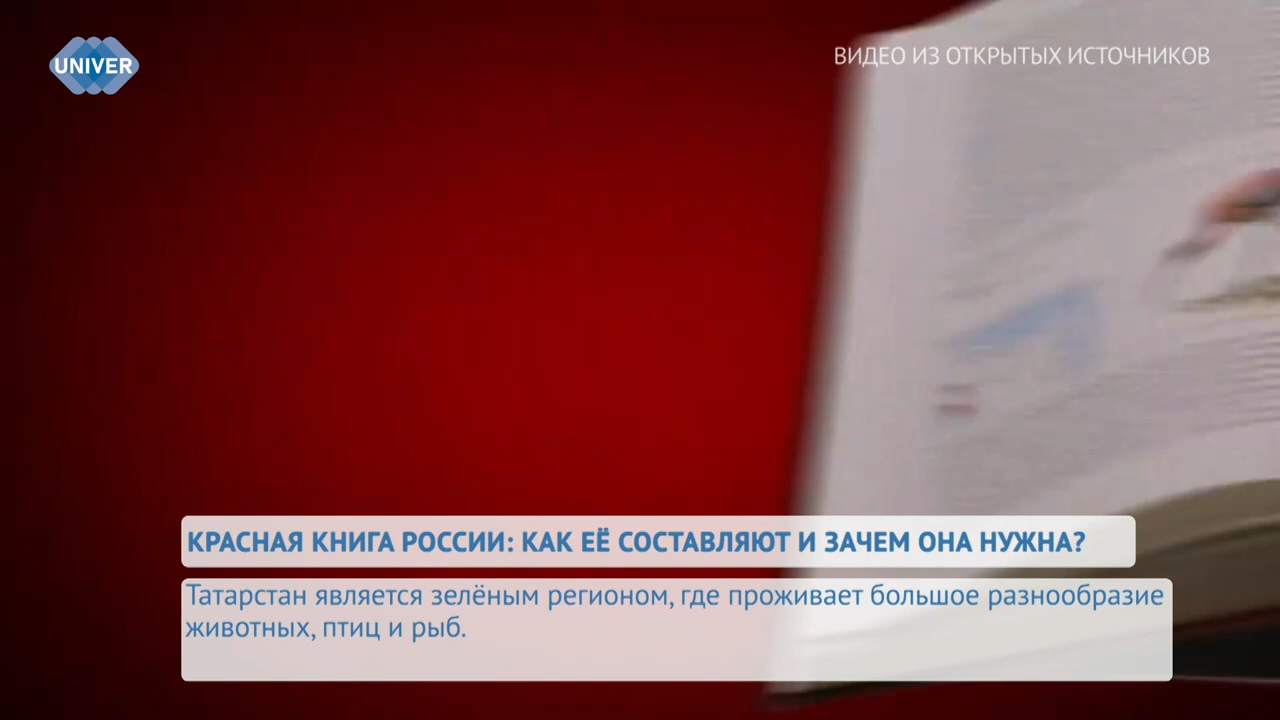 UNIVER
ВИДЕО ИЗ ОТКРЫТЫХ ИСТОЧНИКОВ
КРАСНАЯ КНИГА РОССИИ: КАК ЕЁ СОСТАВЛЯЮТ И ЗАЧЕМ ОНА НУЖНА?
Татарстан является зелёным регионом, где проживает большое разнообразие
животных, птиц и рыб.